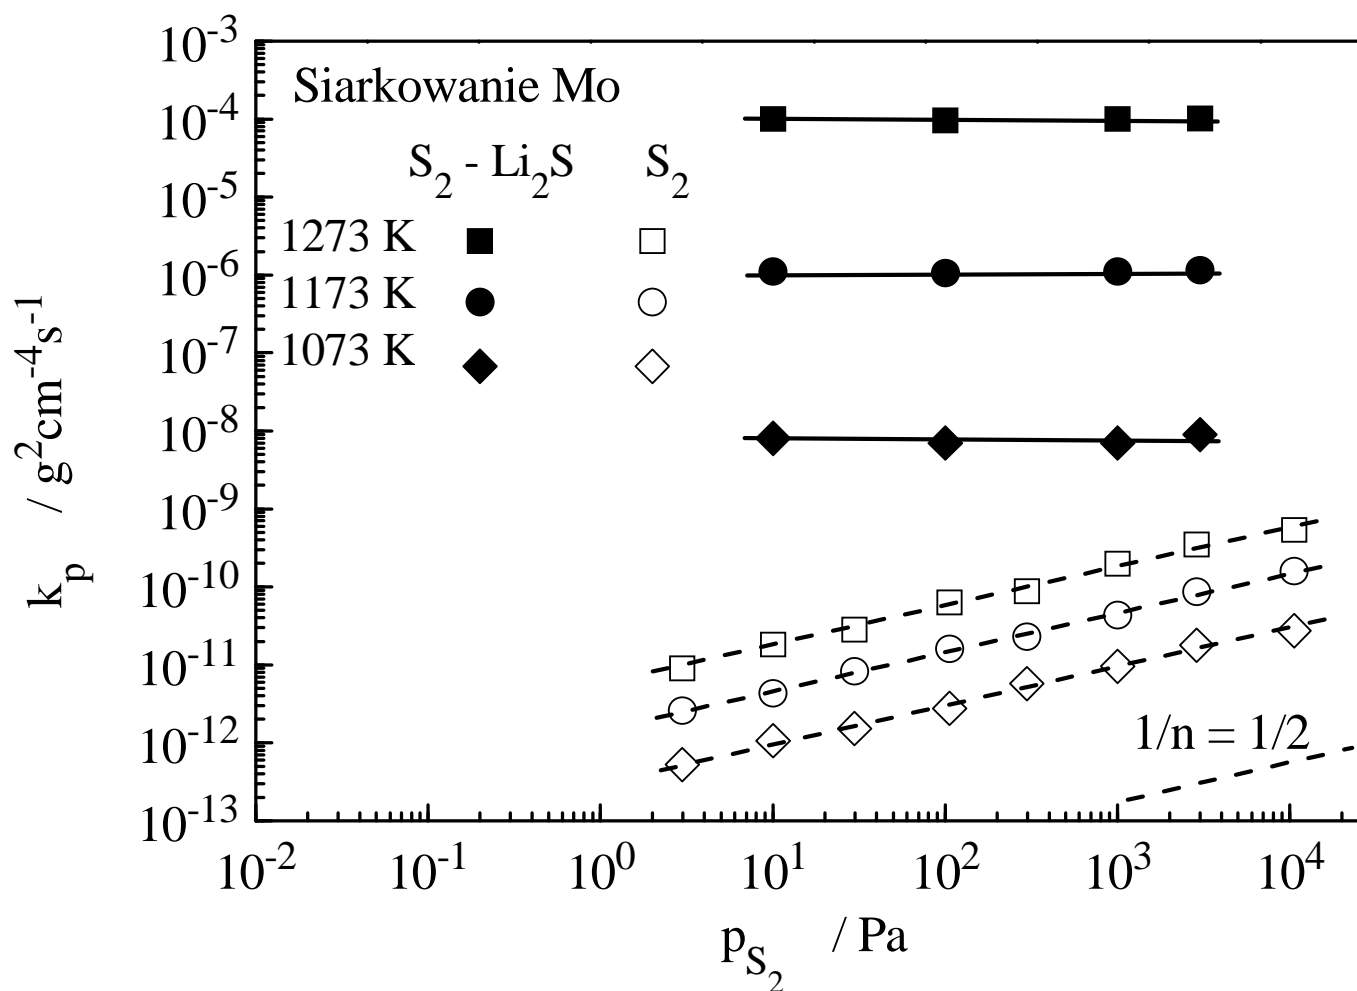 Siarkowanie Mo
S₂ - Li₂S S₂
1273 K
1173 K
1073 K
1/n = 1/2
kₚ / g²cm⁻⁴s⁻¹
10⁻³
10⁻⁴
10⁻⁵
10⁻⁶
10⁻⁷
10⁻⁸
10⁻⁹
10⁻¹⁰
10⁻¹¹
10⁻¹²
10⁻¹³
10⁻² 10⁻¹ 10⁰ 10¹ 10² 10³ 10⁴
p_S₂ / Pa